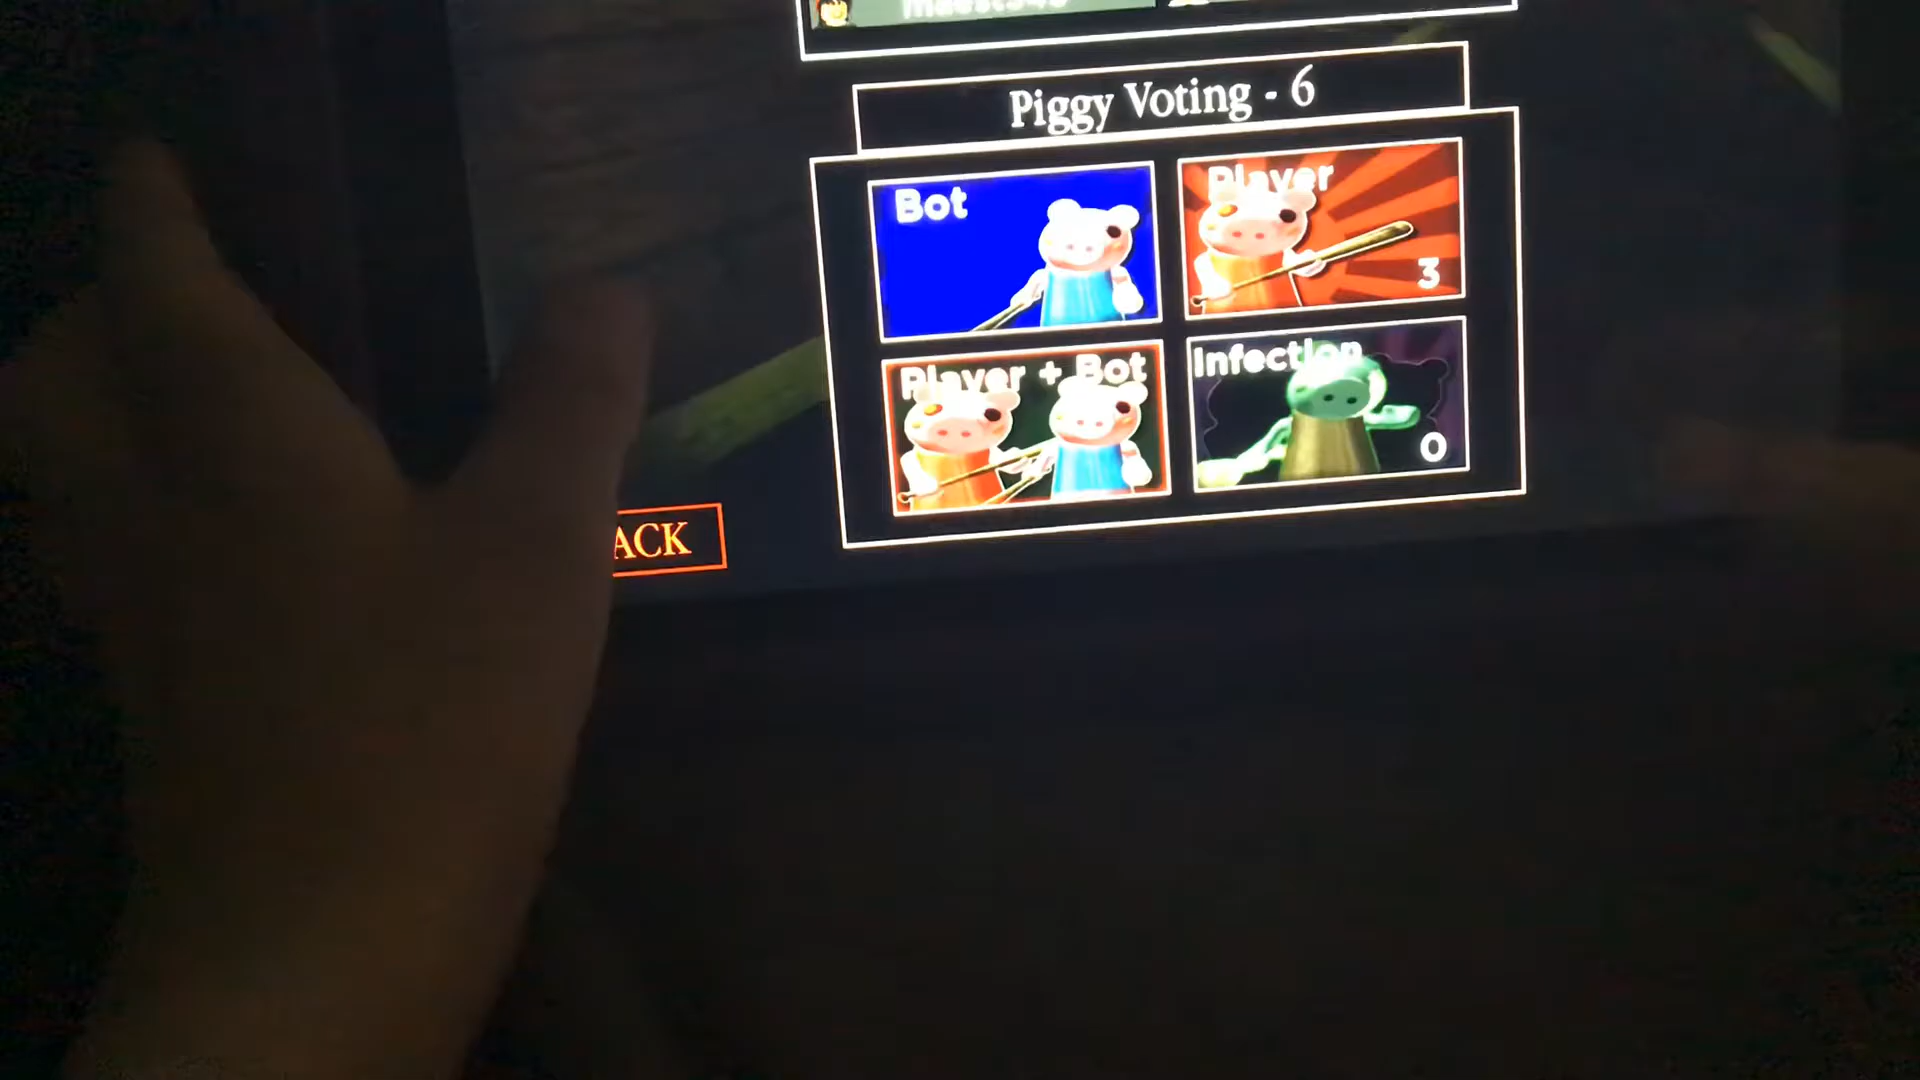 Piggy Voting - 6
Bot
Player
3
Player + Bot
Infection
0
ACK